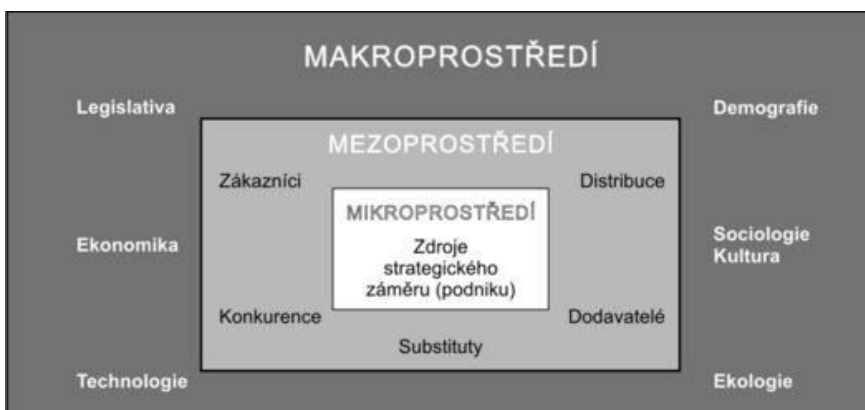 MAKROPROSTŘEDÍ
Legislativa
Demografie
MEZOPROSTŘEDÍ
Zákazníci
Distribuce
MIKROPROSTŘEDÍ
Zdroje
strategického
záměru (podniku)
Ekonomika
Sociologie
Kultura
Konkurence
Dodavatelé
Substituty
Technologie
Ekologie